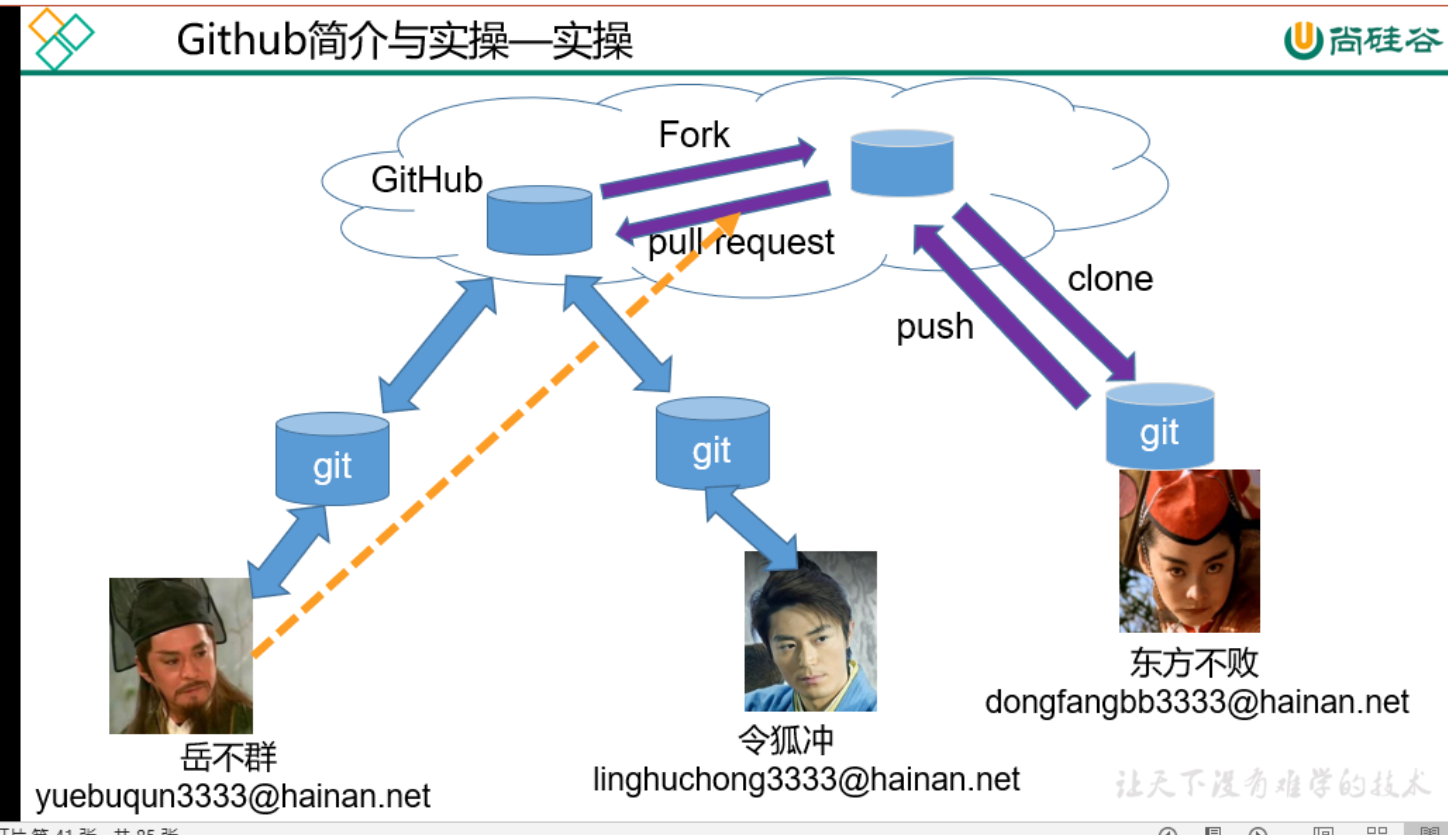 Github简介与实操—实操
尚硅谷
Fork
GitHub
pull request
clone
push
git
git
git
东方不败
dongfangbb3333@hainan.net
令狐冲
linghuchong3333@hainan.net
岳不群
yuebuqun3333@hainan.net
让天下没有难学的技术